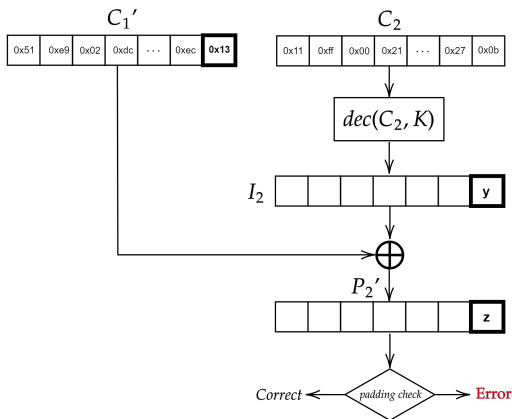 C₁′ C₂
0x51 0xe9 0x02 0xdc ... 0xec 0x13 0x11 0xff 0x00 0x21 ... 0x27 0x0b
dec(C₂, K)
I₂ y
P₂′
z
Correct padding check Error